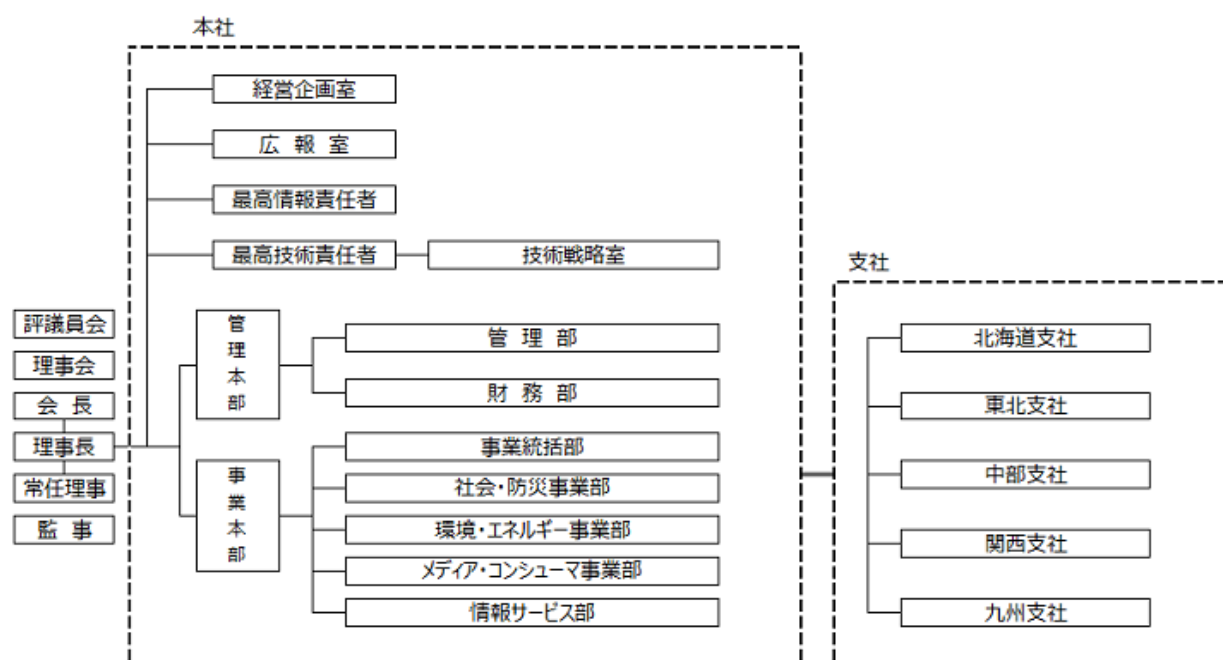 本社
経営企画室
広 報 室
最高情報責任者
最高技術責任者
技術戦略室
評議員会
理事会
会 長
理事長
常任理事
監 事
管理本部
管 理 部
財 務 部
事業本部
事業統括部
社会・防災事業部
環境・エネルギー事業部
メディア・コンシューマ事業部
情報サービス部
支社
北海道支社
東北支社
中部支社
関西支社
九州支社